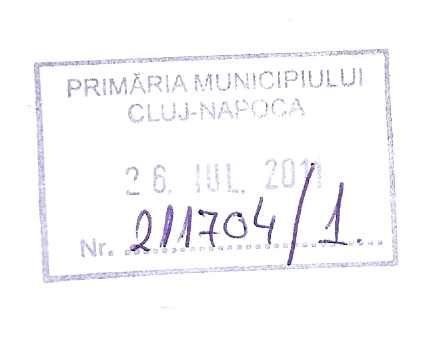 PRIMĂRIA MUNICIPIULUI
CLUJ-NAPOCA
26. IUL. 2011
Nr. 211704/1.